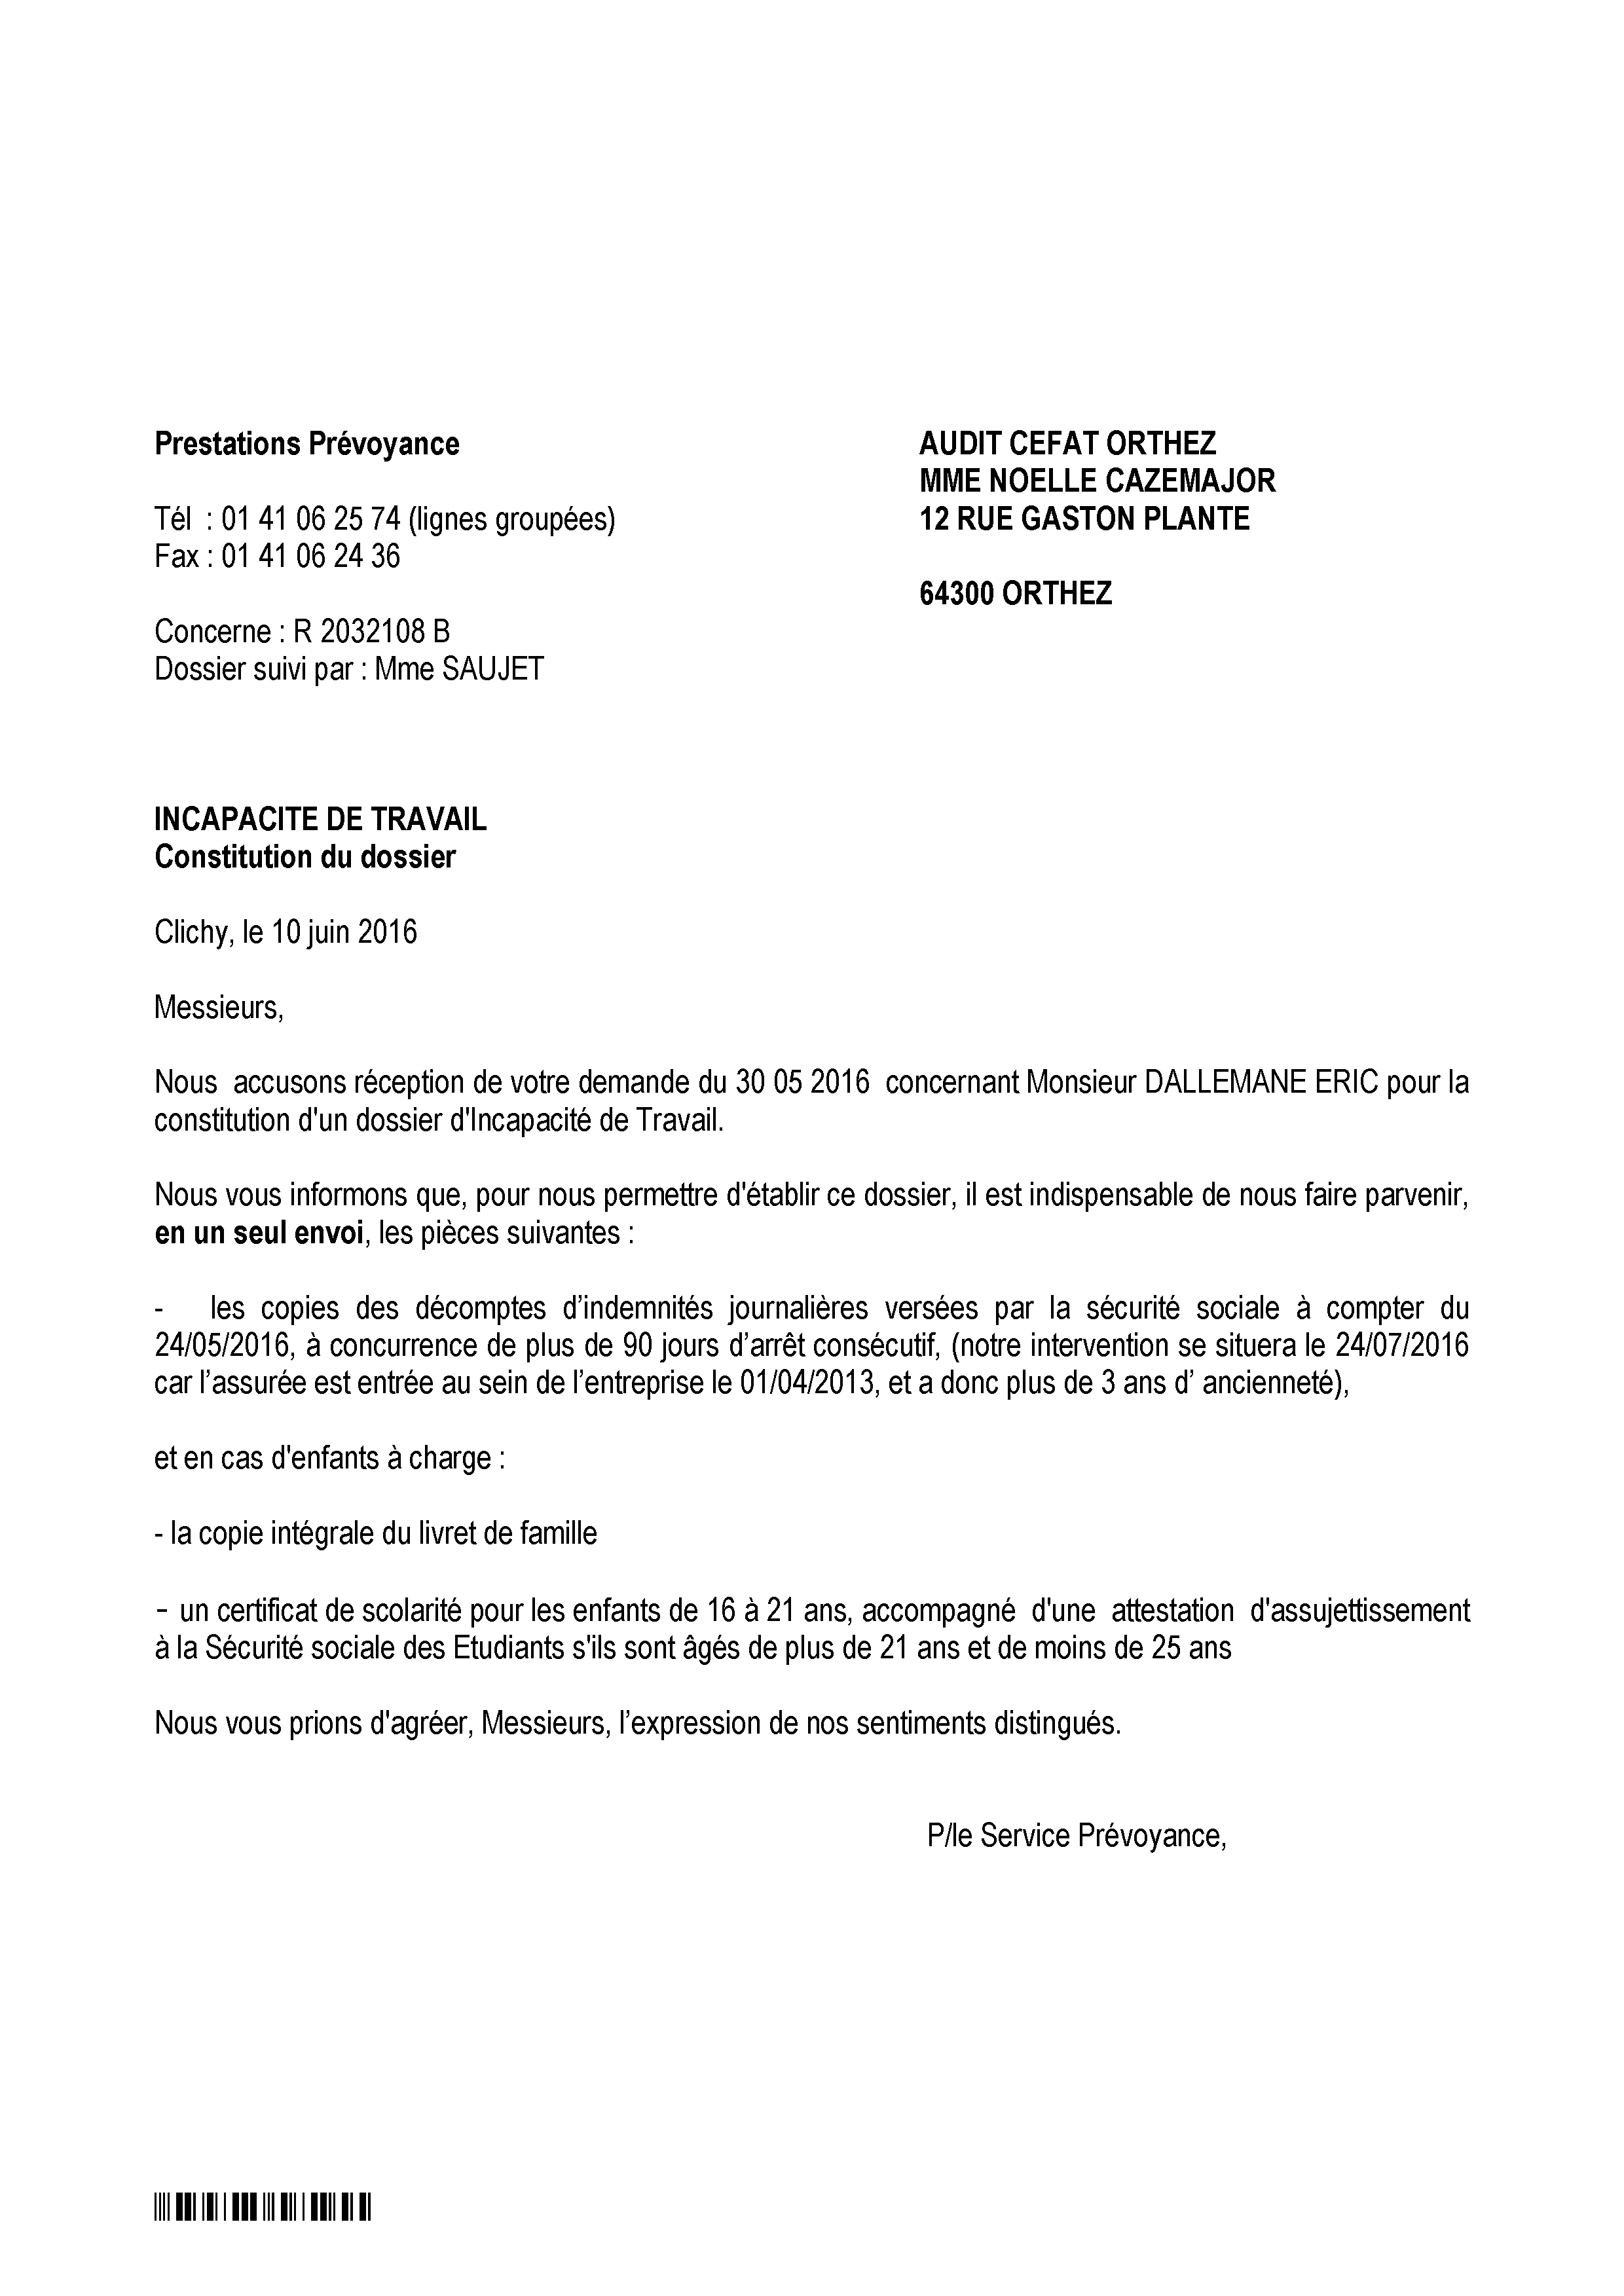 Prestations Prévoyance
Tél : 01 41 06 25 74 (lignes groupées)
Fax : 01 41 06 24 36
Concerne : R 2032108 B
Dossier suivi par : Mme SAUJET
AUDIT CEFAT ORTHEZ
MME NOELLE CAZEMAJOR
12 RUE GASTON PLANTE
64300 ORTHEZ
INCAPACITE DE TRAVAIL
Constitution du dossier
Clichy, le 10 juin 2016
Messieurs,
Nous accusons réception de votre demande du 30 05 2016 concernant Monsieur DALLEMANE ERIC pour la
constitution d'un dossier d'Incapacité de Travail.
Nous vous informons que, pour nous permettre d'établir ce dossier, il est indispensable de nous faire parvenir,
en un seul envoi, les pièces suivantes :
- les copies des décomptes d’indemnités journalières versées par la sécurité sociale à compter du
24/05/2016, à concurrence de plus de 90 jours d’arrêt consécutif, (notre intervention se situera le 24/07/2016
car l’assurée est entrée au sein de l’entreprise le 01/04/2013, et a donc plus de 3 ans d’ ancienneté),
et en cas d'enfants à charge :
- la copie intégrale du livret de famille
- un certificat de scolarité pour les enfants de 16 à 21 ans, accompagné d'une attestation d'assujettissement
à la Sécurité sociale des Etudiants s'ils sont âgés de plus de 21 ans et de moins de 25 ans
Nous vous prions d'agréer, Messieurs, l’expression de nos sentiments distingués.
P/le Service Prévoyance,